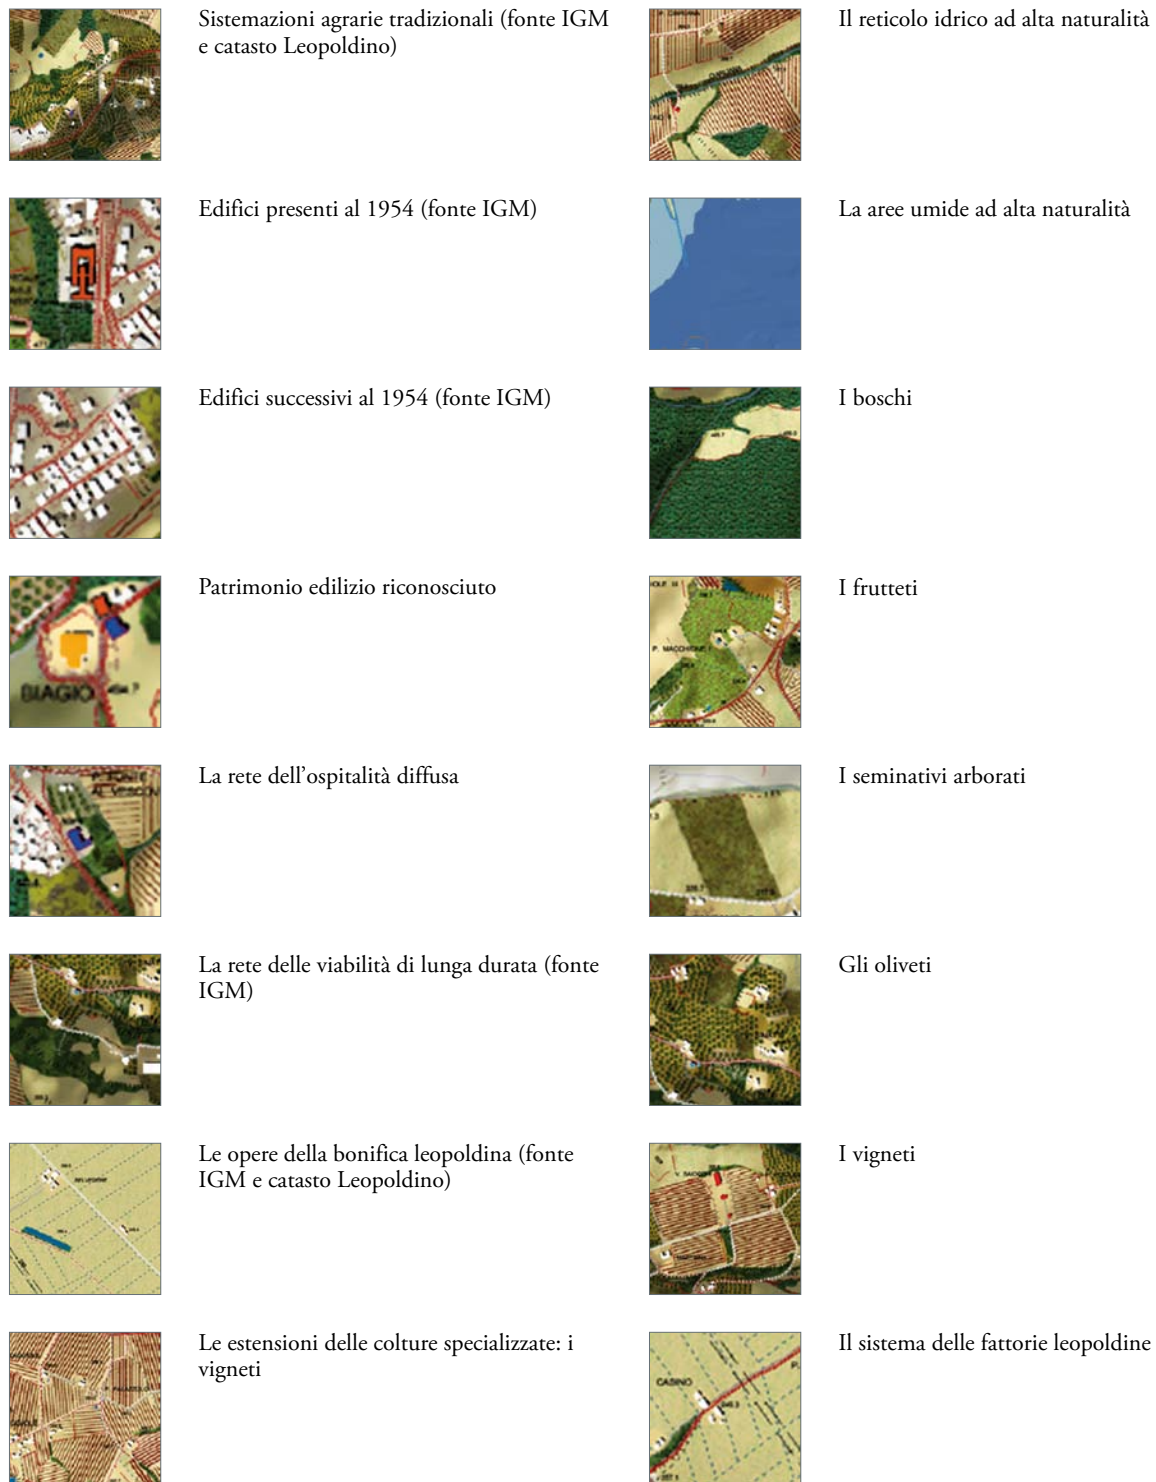 Sistemazioni agrarie tradizionali (fonte IGM
e catasto Leopoldino)
Edifici presenti al 1954 (fonte IGM)
Edifici successivi al 1954 (fonte IGM)
Patrimonio edilizio riconosciuto
BIAGIO
La rete dell'ospitalità diffusa
La rete delle viabilità di lunga durata (fonte
IGM)
Le opere della bonifica leopoldina (fonte
IGM e catasto Leopoldino)
Le estensioni delle colture specializzate: i
vigneti
Il reticolo idrico ad alta naturalità
La aree umide ad alta naturalità
I boschi
I frutteti
I seminativi arborati
Gli oliveti
I vigneti
CASINO
Il sistema delle fattorie leopoldine